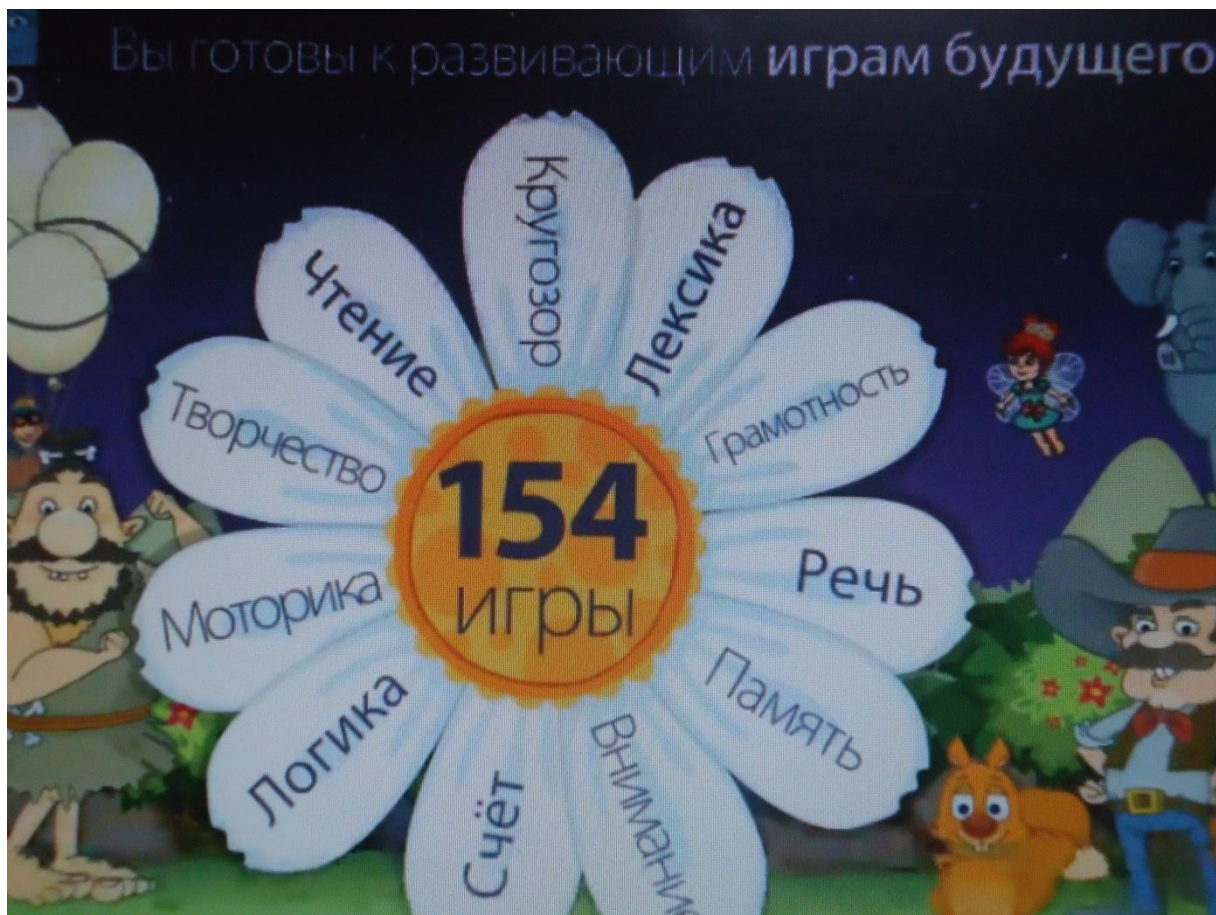 Вы готовы к развивающим играм будущего
Кругозор
Лексика
Грамотность
Речь
Память
Внимание
Счёт
Логика
Моторика
Творчество
Чтение
154
игры